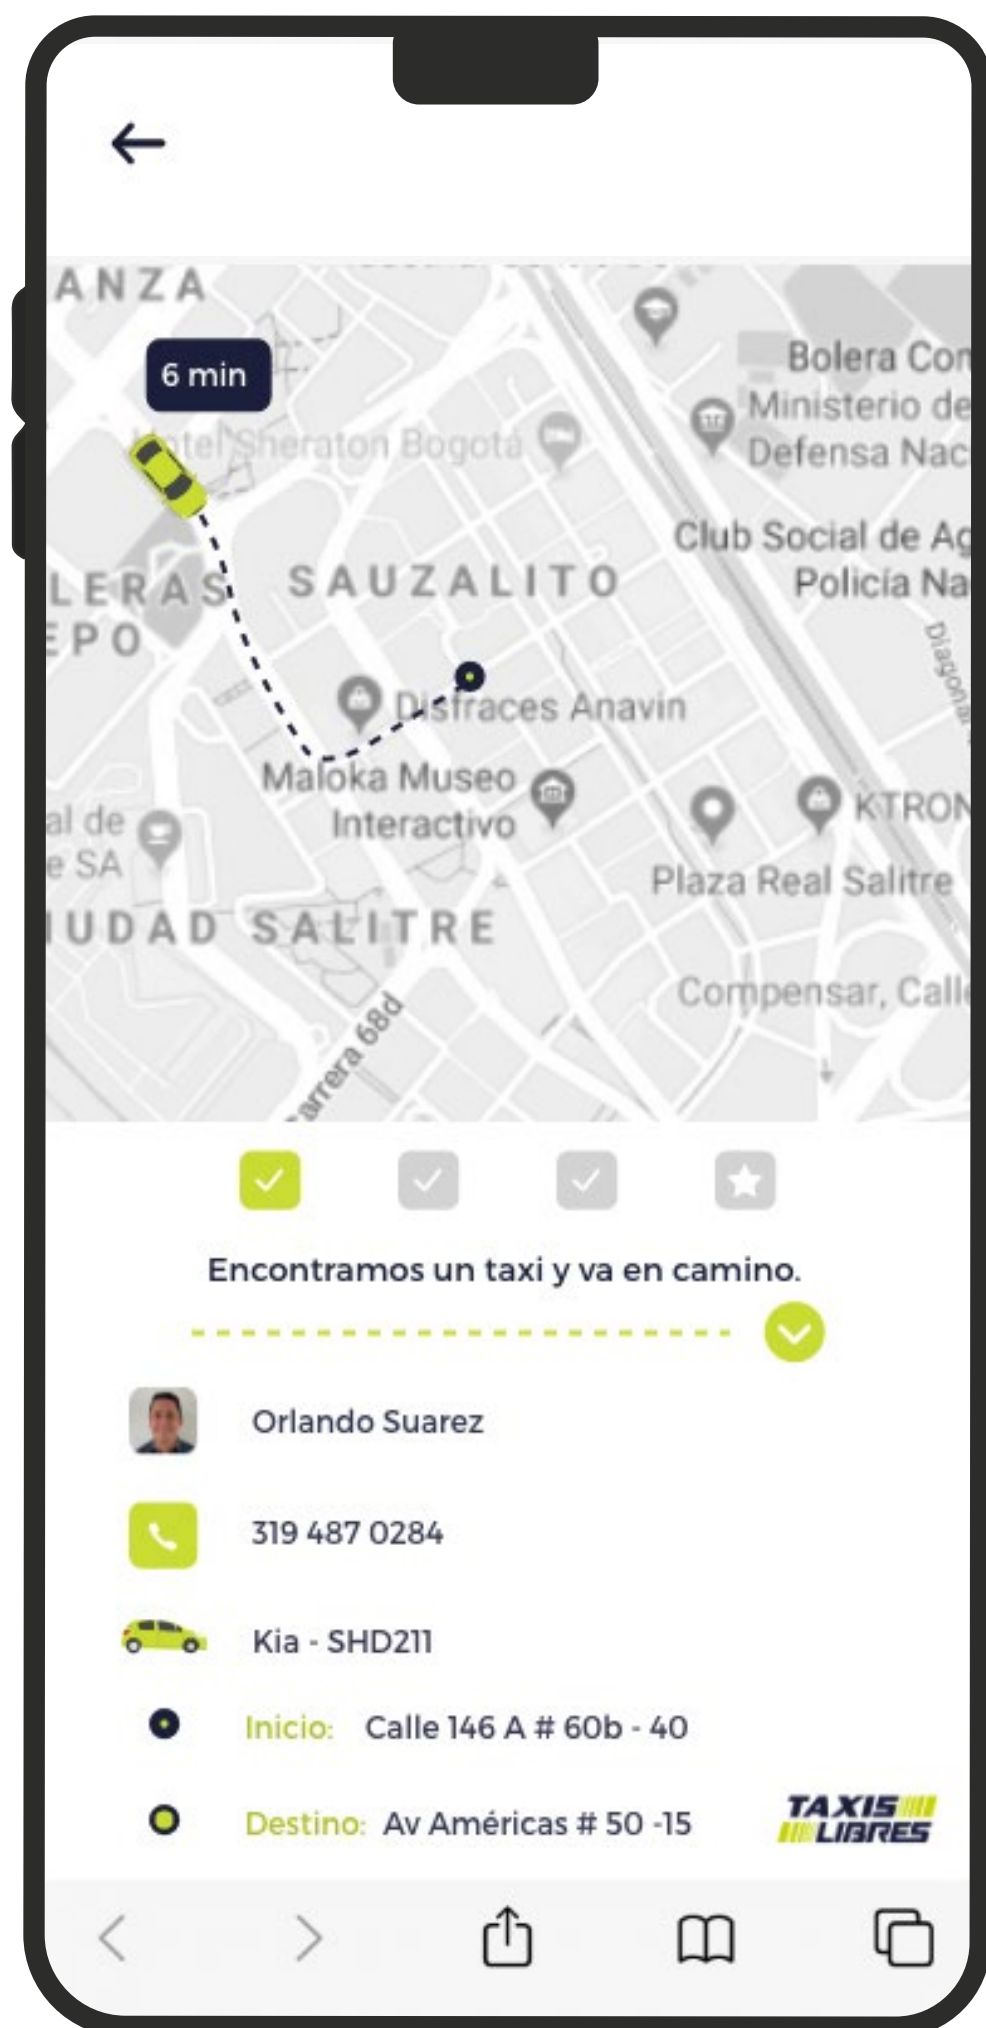 ANZA
6 min
Bolera Con
Ministerio de
Defensa Nac
tel Sheraton Bogotá
Club Social de Ag
Policía Na
LERAS
EPO
SAUZALITO
Diagonal
Disfraces Anavin
Maloka Museo
Interactivo
KTRON
al de
e SA
Plaza Real Salitre
IUDAD SALITRE
Compensar, Calle
arrera 68d
Encontramos un taxi y va en camino.
Orlando Suarez
319 487 0284
Kia - SHD211
Inicio: Calle 146 A # 60b - 40
Destino: Av Américas # 50 -15
TAXIS
LIBRES